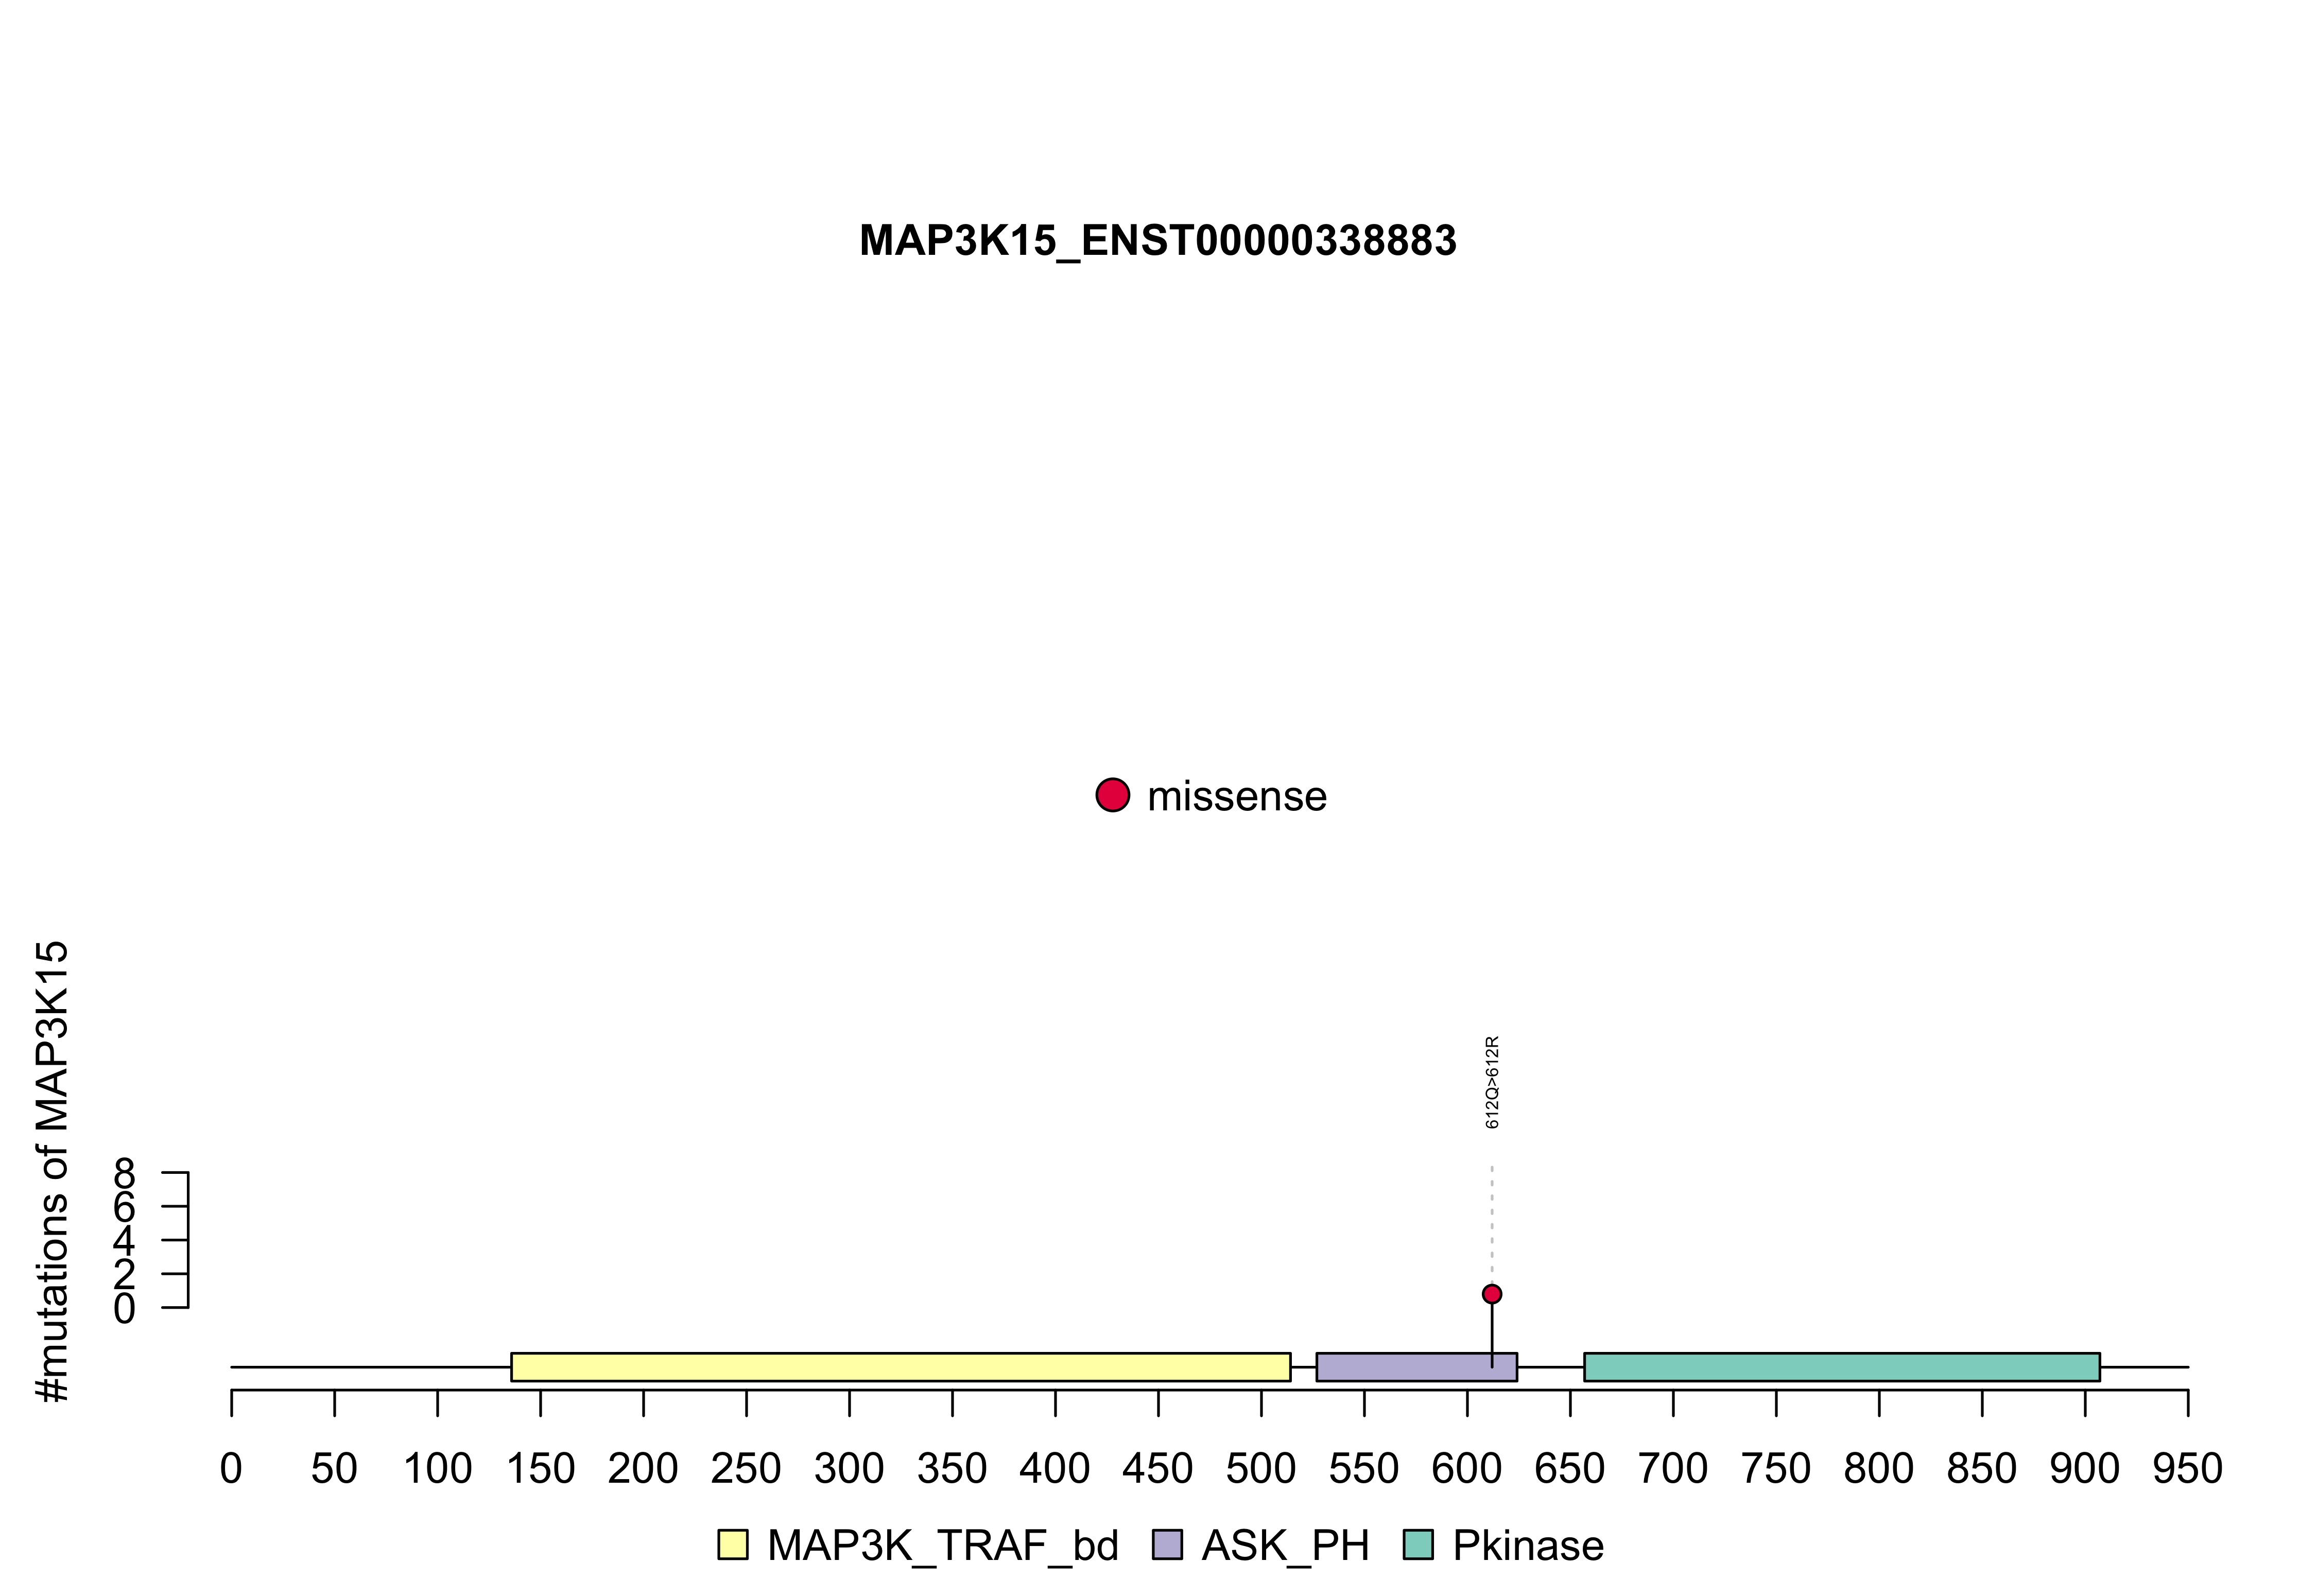 MAP3K15_ENST00000338883
missense
#mutations of MAP3K15
612Q>612R
8
6
4
2
0
0 50 100 150 200 250 300 350 400 450 500 550 600 650 700 750 800 850 900 950
MAP3K_TRAF_bd ASK_PH Pkinase